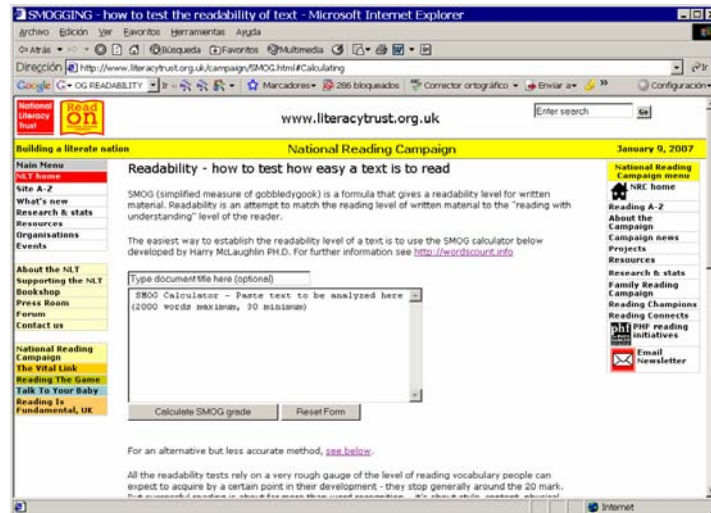 SMOGGING - how to test the readability of text - Microsoft Internet Explorer
Archivo Edición Ver Favoritos Herramientas Ayuda
Atrás Búsqueda Favoritos Multimedia
Dirección http://www.literacytrust.org.uk/campaign/SMOG.html#Calculating Ir
Google OG READABILITY Ir Marcadores 286 bloqueados Corrector ortográfico Enviar a Configuración
National Literacy Trust
Read on
www.literacytrust.org.uk
Enter search Go
Building a literate nation National Reading Campaign January 9, 2007
Main Menu
NLT home
Site A-Z
What's new
Research & stats
Resources
Organisations
Events
About the NLT
Supporting the NLT
Bookshop
Press Room
Forum
Contact us
National Reading
Campaign
The Vital Link
Reading The Game
Talk To Your Baby
Reading Is
Fundamental, UK
Readability - how to test how easy a text is to read
SMOG (simplified measure of gobbledygook) is a formula that gives a readability level for written
material. Readability is an attempt to match the reading level of written material to the "reading with
understanding" level of the reader.
The easiest way to establish the readability level of a text is to use the SMOG calculator below
developed by Harry McLaughlin PH.D. For further information see http://wordscount.info
Type document title here (optional)
SMOG Calculator - Paste text to be analyzed here
(2000 words maximum, 30 minimum)
Calculate SMOG grade Reset Form
For an alternative but less accurate method, see below.
All the readability tests rely on a very rough gauge of the level of reading vocabulary people can
expect to acquire by a certain point in their development - they stop generally around the 20 mark.
National Reading
Campaign menu
NRC home
Reading A-Z
About the
Campaign
Campaign news
Projects
Resources
Research & stats
Family Reading
Campaign
Reading Champions
Reading Connects
phf PHF reading
initiatives
Email
Newsletter
Internet